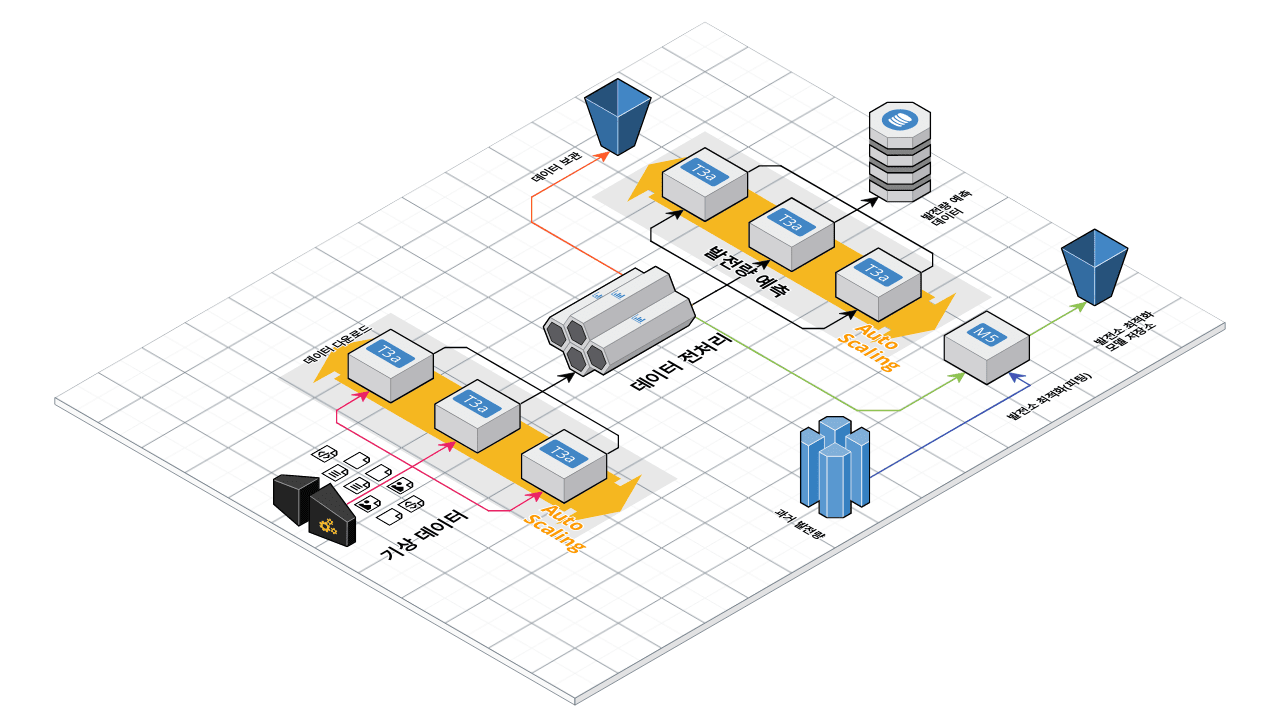 데이터 보관
T3a
T3a
T3a
발전량 예측
Auto
Scaling
발전량 예측
데이터
발전소 최적화
모델 저장소
M5
발전소 최적화(피팅)
데이터 전처리
데이터 다운로드
T3a
T3a
T3a
Auto
Scaling
기상 데이터
과거 발전량